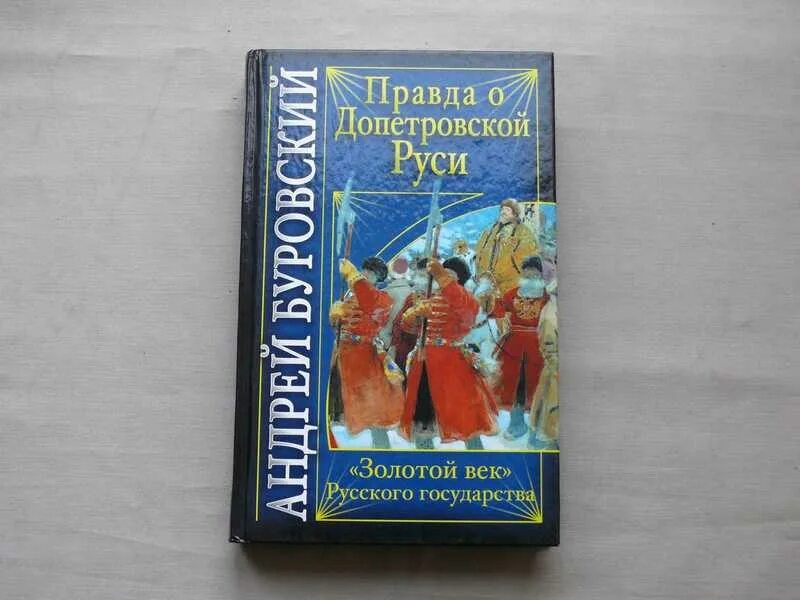 АНДРЕЙ БУРОВСКИЙ
Правда о
Допетровской
Руси
«Золотой век»
Русского государства